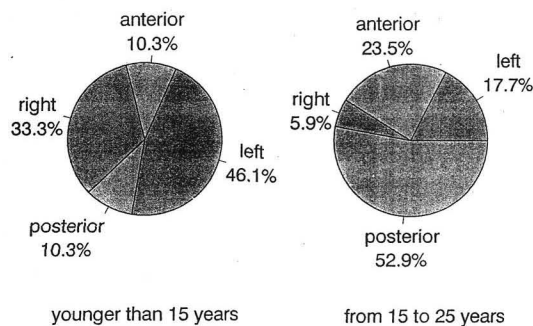 anterior
10.3%
right
33.3%
left
46.1%
posterior
10.3%
younger than 15 years
anterior
23.5%
left
17.7%
right
5.9%
posterior
52.9%
from 15 to 25 years